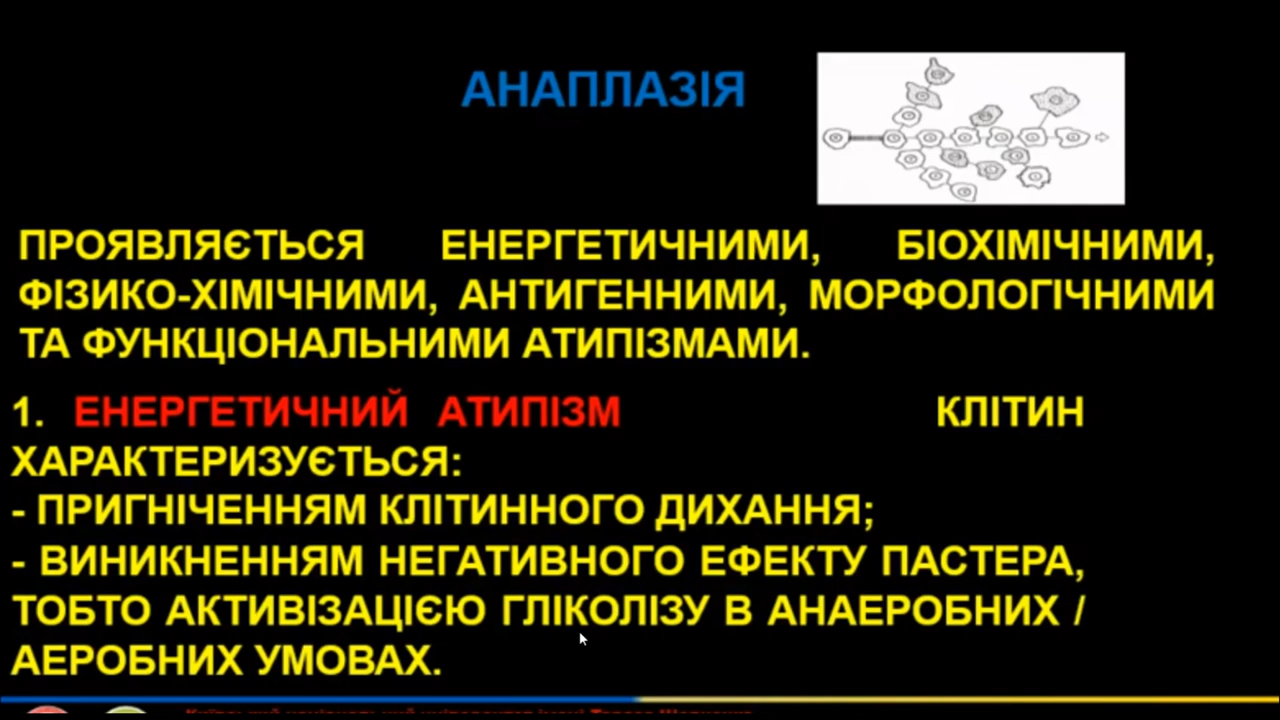 АНАПЛАЗІЯ
ПРОЯВЛЯЄТЬСЯ ЕНЕРГЕТИЧНИМИ, БІОХІМІЧНИМИ,
ФІЗИКО-ХІМІЧНИМИ, АНТИГЕННИМИ, МОРФОЛОГІЧНИМИ
ТА ФУНКЦІОНАЛЬНИМИ АТИПІЗМАМИ.
1. ЕНЕРГЕТИЧНИЙ АТИПІЗМ КЛІТИН
ХАРАКТЕРИЗУЄТЬСЯ:
- ПРИГНІЧЕННЯМ КЛІТИННОГО ДИХАННЯ;
- ВИНИКНЕННЯМ НЕГАТИВНОГО ЕФЕКТУ ПАСТЕРА,
ТОБТО АКТИВІЗАЦІЄЮ ГЛІКОЛІЗУ В АНАЕРОБНИХ /
АЕРОБНИХ УМОВАХ.